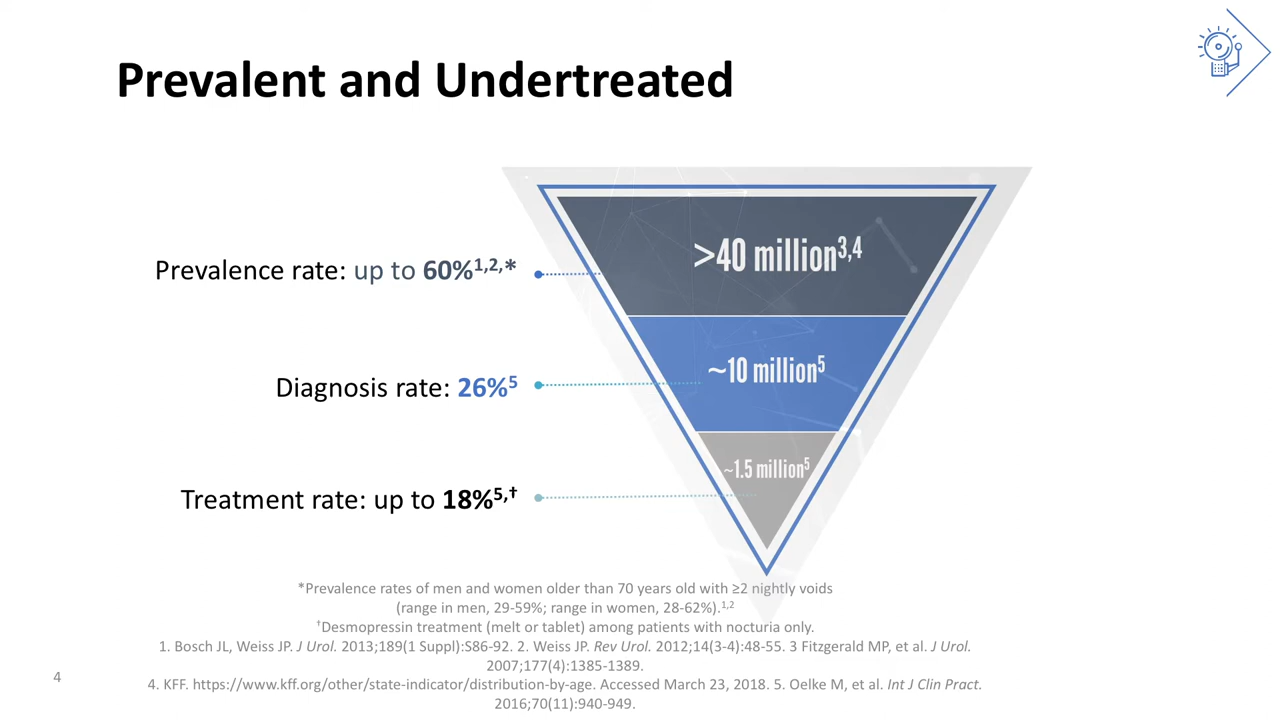 Prevalent and Undertreated
>40 million3,4
Prevalence rate: up to 60%1,2,*
~10 million5
Diagnosis rate: 26%5
~1.5 million5
Treatment rate: up to 18%5,†
*Prevalence rates of men and women older than 70 years old with ≥2 nightly voids
(range in men, 29-59%; range in women, 28-62%).1,2
†Desmopressin treatment (melt or tablet) among patients with nocturia only.
1. Bosch JL, Weiss JP. J Urol. 2013;189(1 Suppl):S86-92. 2. Weiss JP. Rev Urol. 2012;14(3-4):48-55. 3 Fitzgerald MP, et al. J Urol.
2007;177(4):1385-1389.
4. KFF. https://www.kff.org/other/state-indicator/distribution-by-age. Accessed March 23, 2018. 5. Oelke M, et al. Int J Clin Pract.
2016;70(11):940-949.
4